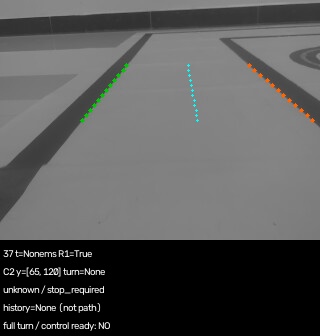 37 t=Nonems R1=True
C2 y=[65, 120] turn=None
unknown / stop_required
history=None (not path)
full turn / control ready: NO